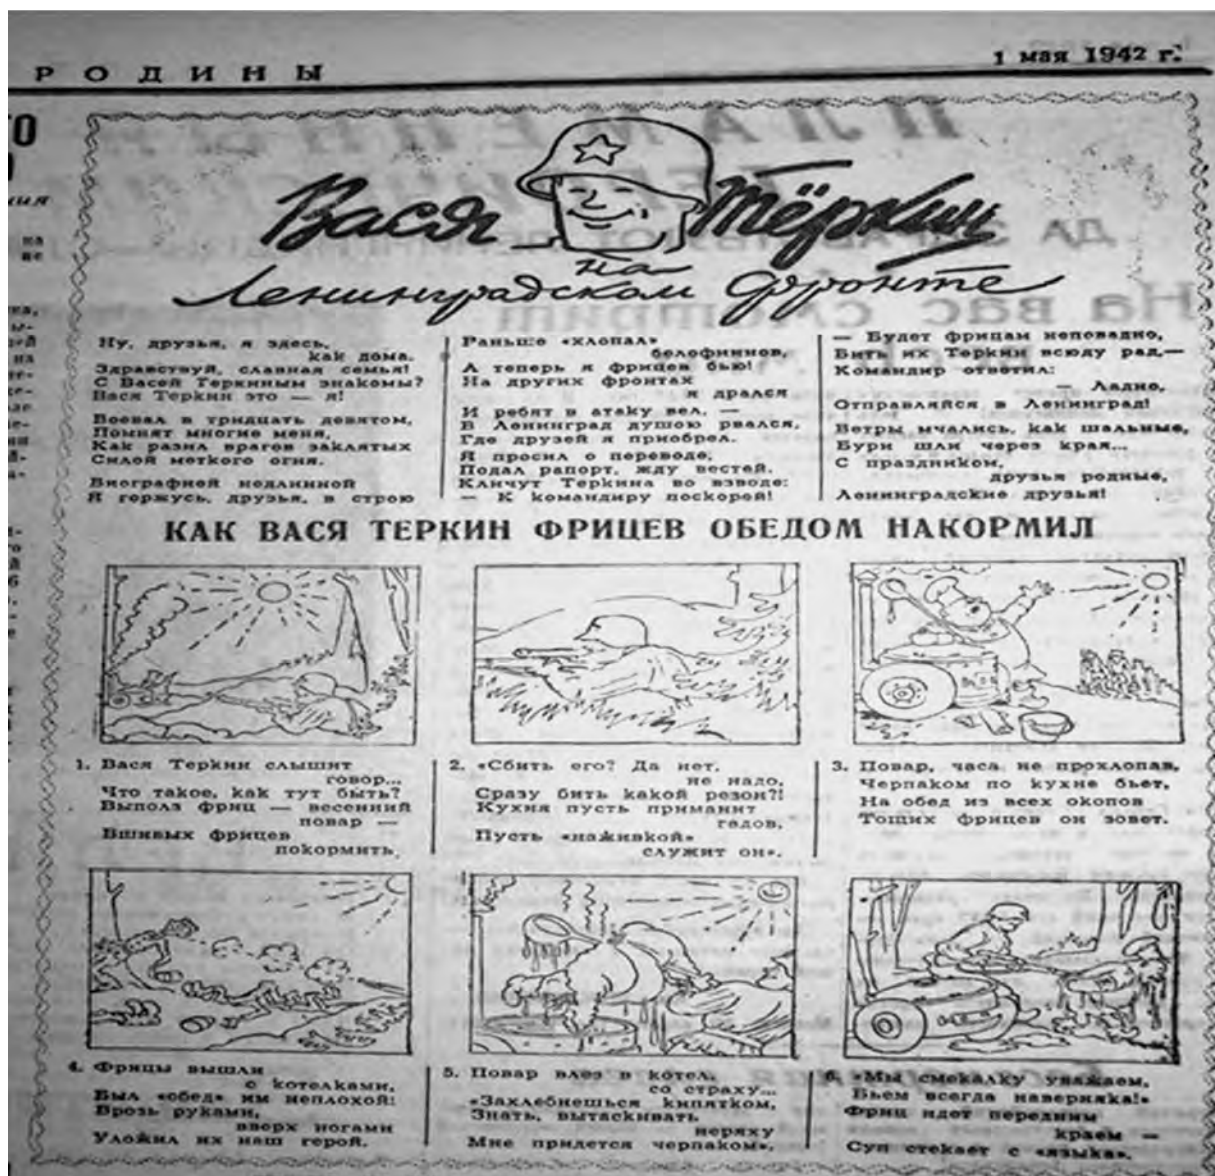 РОДИНЫ
1 мая 1942 г.
Вася Тёркин
на
Ленинградском фронте
Ну, друзья, я здесь,
как дома.
Здравствуй, славная семья!
С Васей Теркиным знакомы?
Вася Теркин это — я!
Воевал в тридцать девятом,
Помнят многие меня,
Как разил врагов заклятых
Силой меткого огня.
Биографией недлинной
Я горжусь, друзья, в строю
Раньше «хлопал»
белофиннов,
А теперь я фрицев бью!
На других фронтах
я дрался
И ребят в атаку вел, —
В Ленинград душою рвался,
Где друзей я приобрел.
Я просил о переводе,
Подал рапорт, жду вестей.
Кличут Теркина во взводе:
— К командиру поскорей!
— Будет фрицам неповадно,
Бить их Теркин всюду рад,—
Командир ответил:
— Ладно,
Отправляйся в Ленинград!
Ветры мчались, как шальные,
Бури шли через края...
С праздником,
друзья родные,
Ленинградские друзья!
КАК ВАСЯ ТЕРКИН ФРИЦЕВ ОБЕДОМ НАКОРМИЛ
1. Вася Теркин слышит
говор...
Что такое, как тут быть?
Выполз фриц — весенний
повар —
Вшивых фрицев
покормить.
2. «Сбить его? Да нет,
не надо,
Сразу бить какой резон?!
Кухня пусть приманит
гадов,
Пусть «наживкой»
служит он».
3. Повар, часа не прохлопав,
Черпаком по кухне бьет,
На обед из всех окопов
Тощих фрицев он зовет.
4. Фрицы вышли
с котелками,
Был «обед» им неплохой:
Врозь руками,
вверх ногами
Уложил их наш герой.
5. Повар влез в котел,
со страху...
«Захлебнешься кипятком,
Знать, вытаскивать
неряху
Мне придется черпаком».
6. «Мы смекалку уважаем,
Бьем всегда наверняка!»
Фриц идет передним
краем —
Суп стекает с «языка».